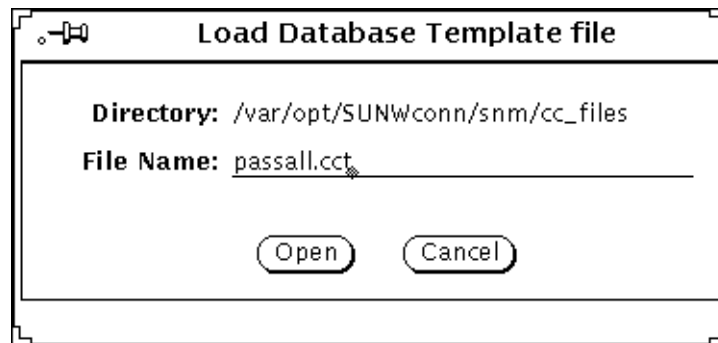 Load Database Template file
Directory: /var/opt/SUNWconn/snm/cc_files
File Name: passall.cct
Open Cancel